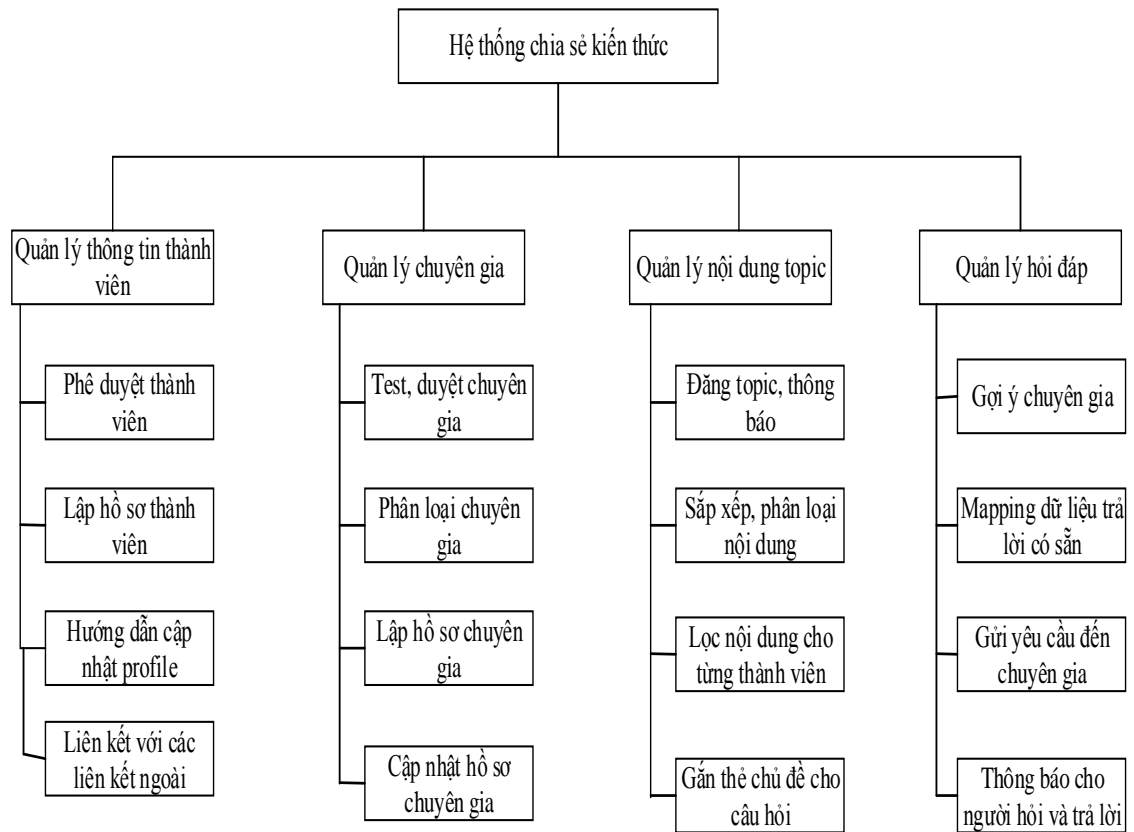 Hệ thống chia sẻ kiến thức
Quản lý thông tin thành
viên
Quản lý chuyên gia
Quản lý nội dung topic
Quản lý hỏi đáp
Phê duyệt thành
viên
Lập hồ sơ thành
viên
Hướng dẫn cập
nhật profile
Liên kết với các
liên kết ngoài
Test, duyệt chuyên
gia
Phân loại chuyên
gia
Lập hồ sơ chuyên
gia
Cập nhật hồ sơ
chuyên gia
Đăng topic, thông
báo
Sắp xếp, phân loại
nội dung
Lọc nội dung cho
từng thành viên
Gắn thẻ chủ đề cho
câu hỏi
Gợi ý chuyên gia
Mapping dữ liệu trả
lời có sẵn
Gửi yêu cầu đến
chuyên gia
Thông báo cho
người hỏi và trả lời